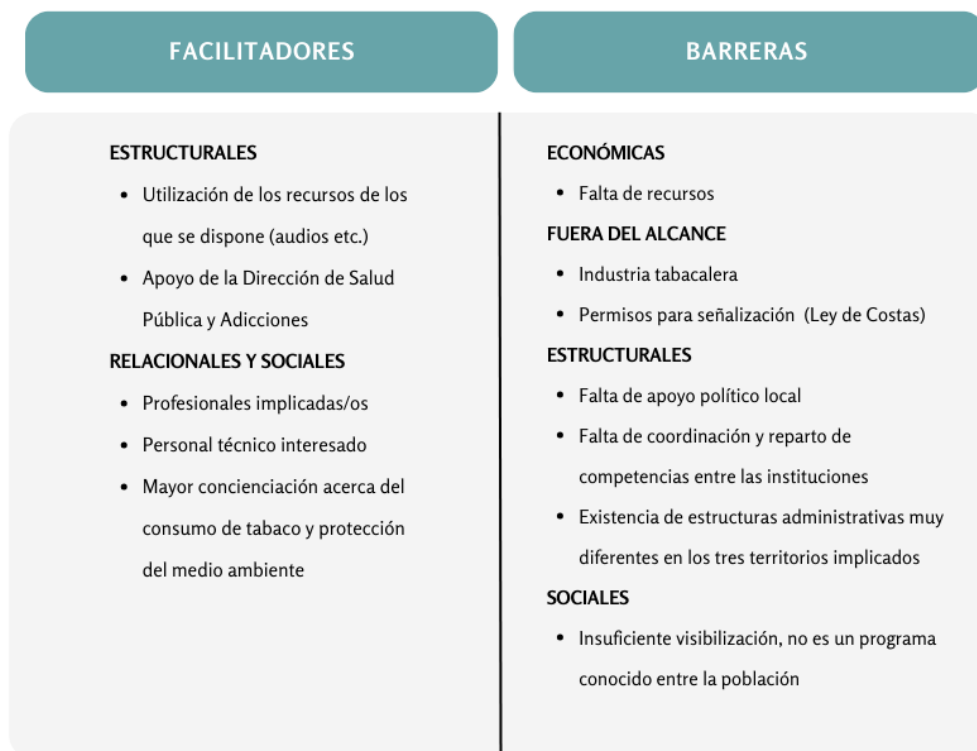 FACILITADORES
BARRERAS
ESTRUCTURALES
• Utilización de los recursos de los
que se dispone (audios etc.)
• Apoyo de la Dirección de Salud
Pública y Adicciones
RELACIONALES Y SOCIALES
• Profesionales implicadas/os
• Personal técnico interesado
• Mayor concienciación acerca del
consumo de tabaco y protección
del medio ambiente
ECONÓMICAS
• Falta de recursos
FUERA DEL ALCANCE
• Industria tabacalera
• Permisos para señalización (Ley de Costas)
ESTRUCTURALES
• Falta de apoyo político local
• Falta de coordinación y reparto de
competencias entre las instituciones
• Existencia de estructuras administrativas muy
diferentes en los tres territorios implicados
SOCIALES
• Insuficiente visibilización, no es un programa
conocido entre la población